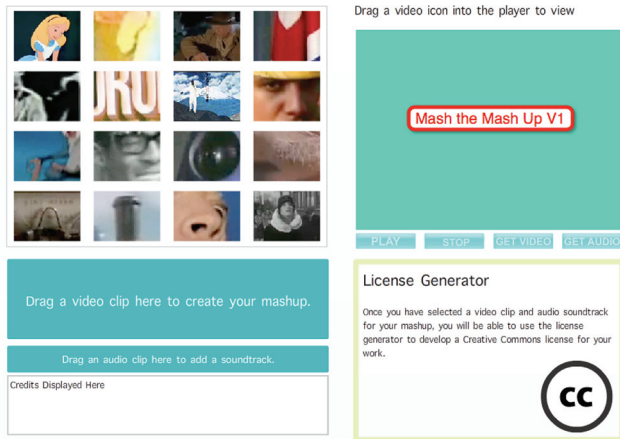 Drag a video icon into the player to view
Mash the Mash Up V1
PLAY
STOP
GET VIDEO
GET AUDIO
Drag a video clip here to create your mashup.
Drag an audio clip here to add a soundtrack.
Credits Displayed Here
License Generator
Once you have selected a video clip and audio soundtrack
for your mashup, you will be able to use the license
generator to develop a Creative Commons license for your
work.
cc